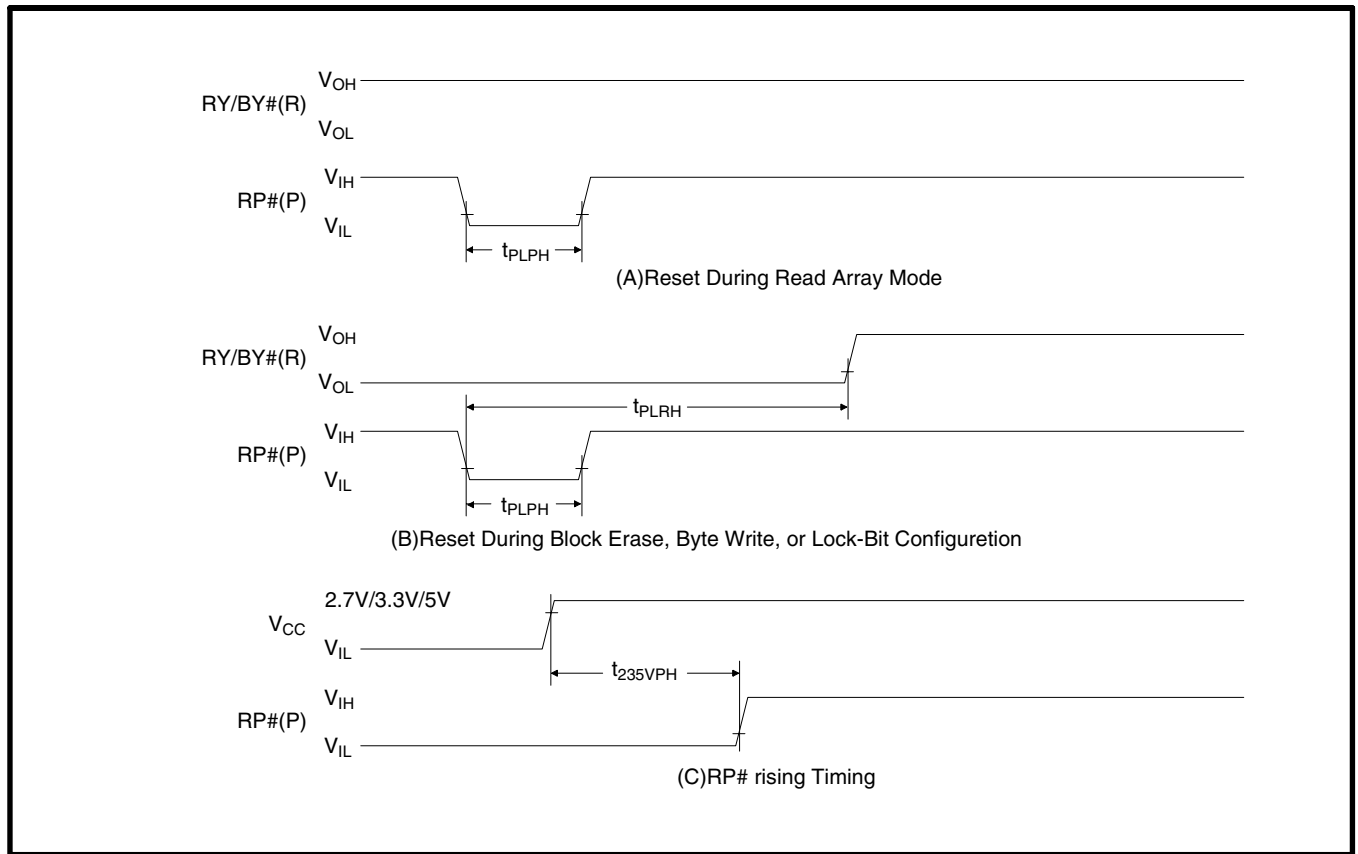 V_OH
RY/BY#(R)
V_OL
V_IH
RP#(P)
V_IL
t_PLPH
(A)Reset During Read Array Mode
V_OH
RY/BY#(R)
V_OL
t_PLRH
V_IH
RP#(P)
V_IL
t_PLPH
(B)Reset During Block Erase, Byte Write, or Lock-Bit Configuretion
2.7V/3.3V/5V
V_CC
V_IL
t_235VPH
V_IH
RP#(P)
V_IL
(C)RP# rising Timing